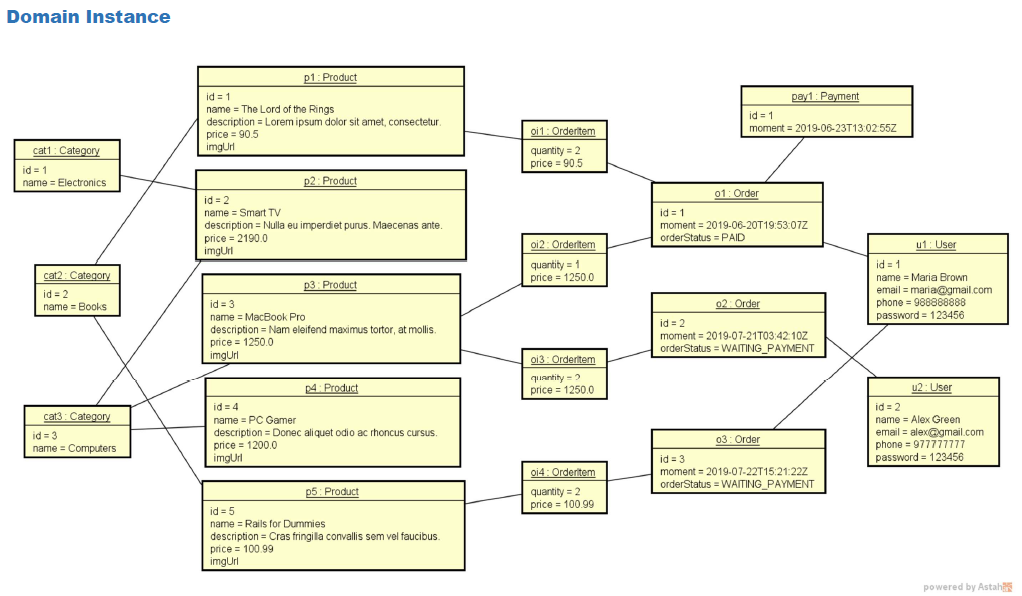 Domain Instance
p1 : Product
id = 1
name = The Lord of the Rings
description = Lorem ipsum dolor sit amet, consectetur.
price = 90.5
imgUrl
pay1 : Payment
id = 1
moment = 2019-06-23T13:02:55Z
oi1 : OrderItem
quantity = 2
price = 90.5
cat1 : Category
id = 1
name = Electronics
p2 : Product
id = 2
name = Smart TV
description = Nulla eu imperdiet purus. Maecenas ante.
price = 2190.0
imgUrl
o1 : Order
id = 1
moment = 2019-06-20T19:53:07Z
orderStatus = PAID
oi2 : OrderItem
quantity = 1
price = 1250.0
u1 : User
id = 1
name = Maria Brown
email = maria@gmail.com
phone = 988888888
password = 123456
cat2 : Category
id = 2
name = Books
p3 : Product
id = 3
name = MacBook Pro
description = Nam eleifend maximus tortor, at mollis.
price = 1250.0
imgUrl
o2 : Order
id = 2
moment = 2019-07-21T03:42:10Z
orderStatus = WAITING_PAYMENT
oi3 : OrderItem
quantity = 2
price = 1250.0
p4 : Product
id = 4
name = PC Gamer
description = Donec aliquet odio ac rhoncus cursus.
price = 1200.0
imgUrl
u2 : User
id = 2
name = Alex Green
email = alex@gmail.com
phone = 977777777
password = 123456
cat3 : Category
id = 3
name = Computers
o3 : Order
id = 3
moment = 2019-07-22T15:21:22Z
orderStatus = WAITING_PAYMENT
oi4 : OrderItem
quantity = 2
price = 100.99
p5 : Product
id = 5
name = Rails for Dummies
description = Cras fringilla convallis sem vel faucibus.
price = 100.99
imgUrl
powered by Astah